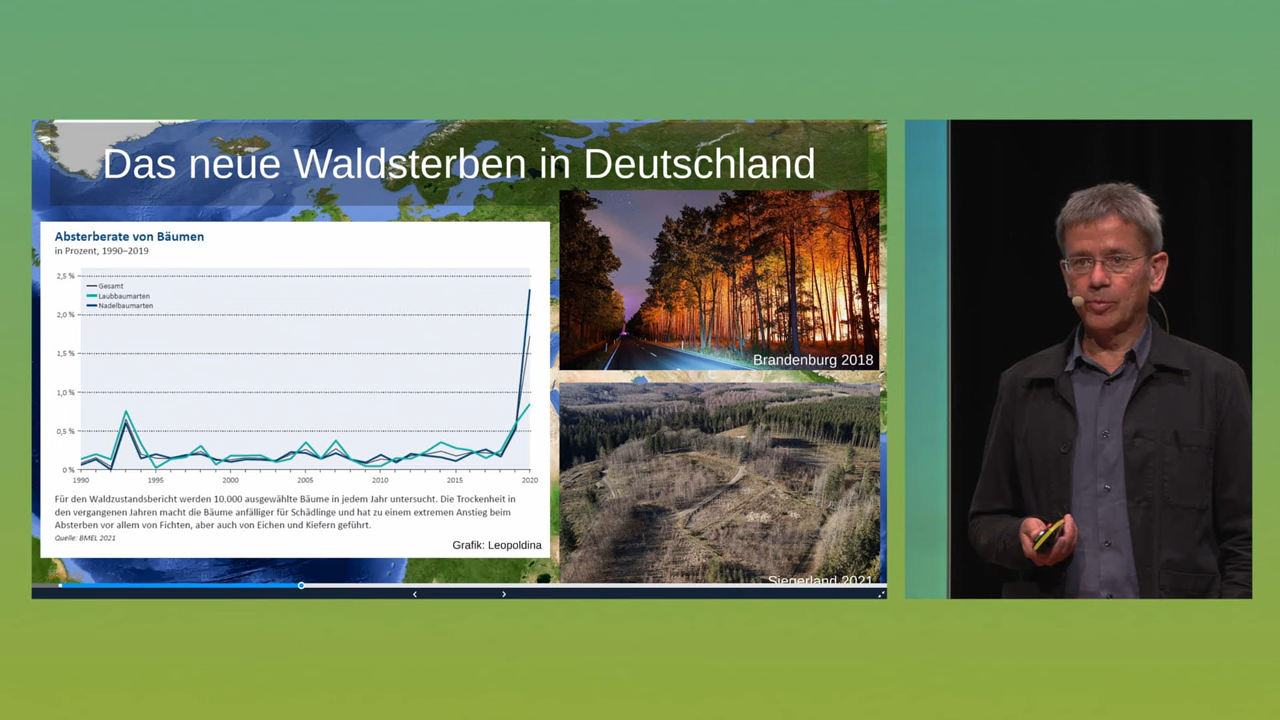 Das neue Waldsterben in Deutschland
Absterberate von Bäumen
in Prozent, 1990–2019
2,5 %
Gesamt
Laubbaumarten
Nadelbaumarten
2,0 %
1,5 %
1,0 %
0,5 %
0 %
1990 1995 2000 2005 2010 2015 2020
Für den Waldzustandsbericht werden 10.000 ausgewählte Bäume in jedem Jahr untersucht. Die Trockenheit in
den vergangenen Jahren macht die Bäume anfälliger für Schädlinge und hat zu einem extremen Anstieg beim
Absterben vor allem von Fichten, aber auch von Eichen und Kiefern geführt.
Quelle: BMEL 2021
Grafik: Leopoldina
Brandenburg 2018
Siegerland 2021